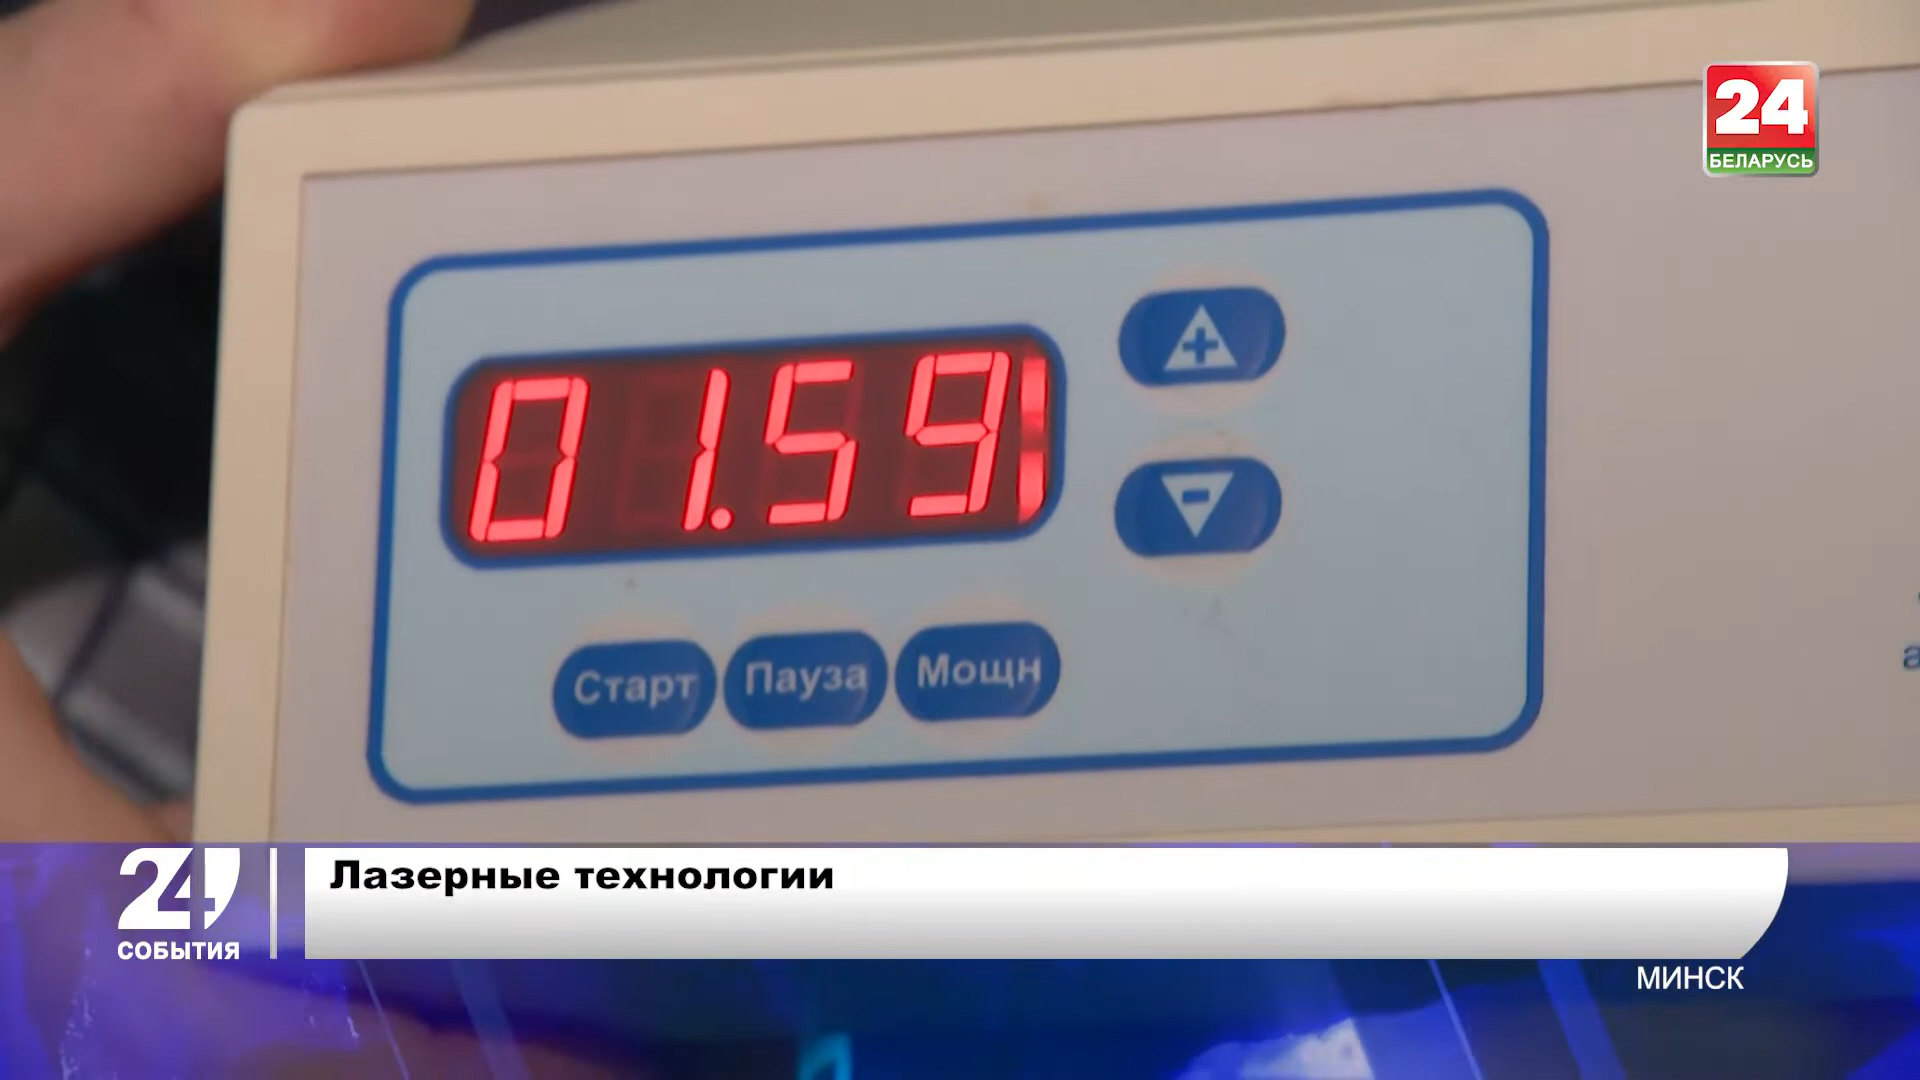 24
БЕЛАРУСЬ
01.59
Старт Пауза Мощн
24
СОБЫТИЯ
Лазерные технологии
МИНСК